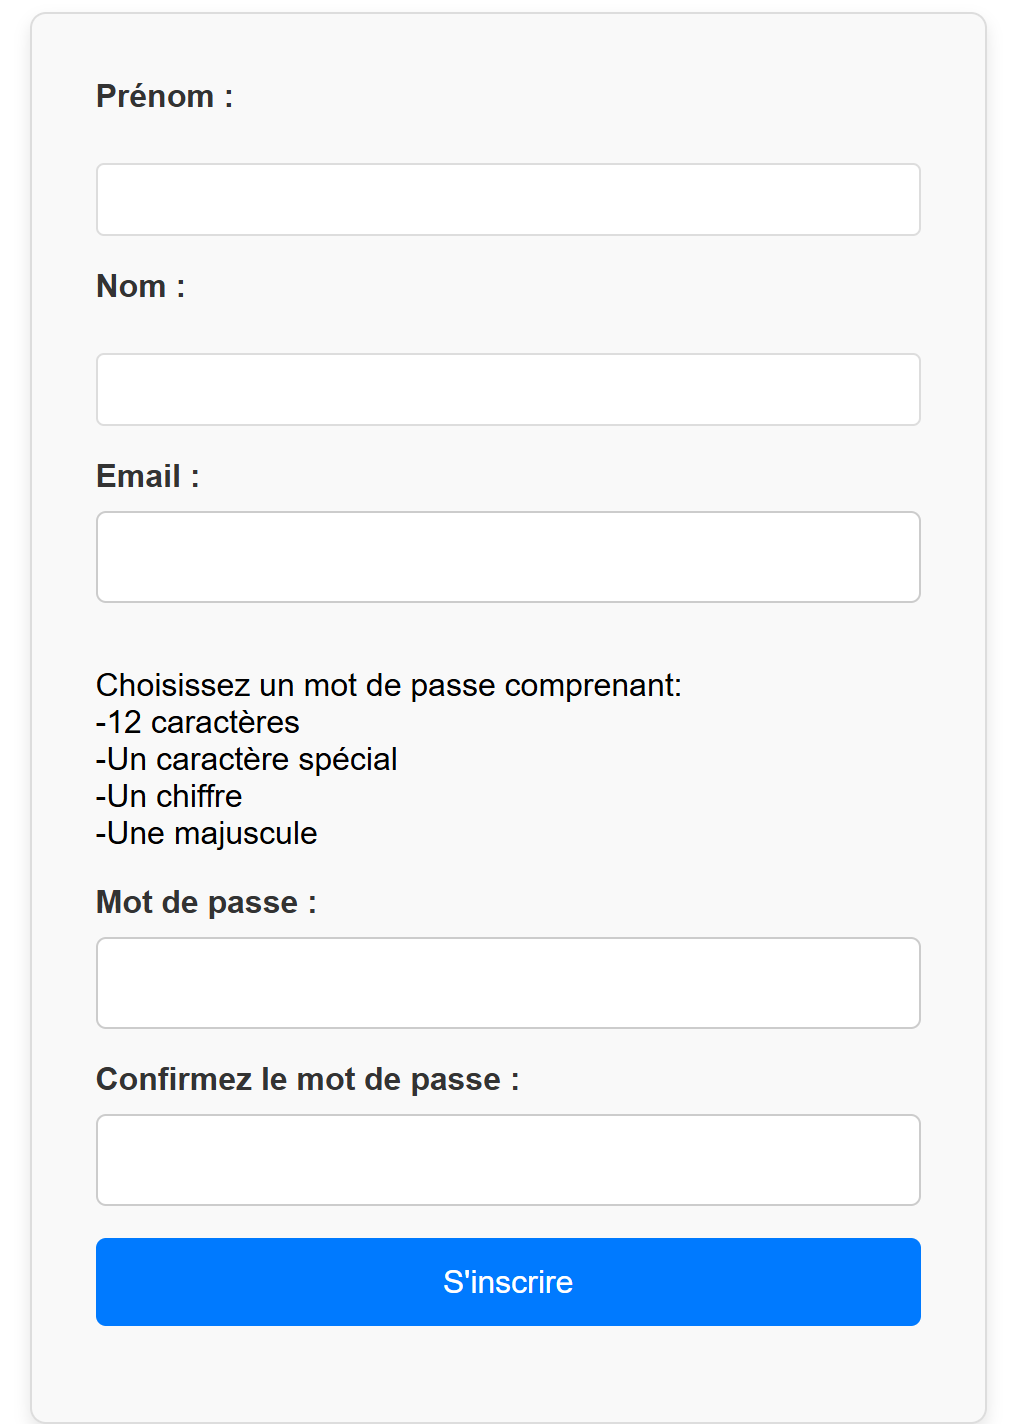 Prénom :
Nom :
Email :
Choisissez un mot de passe comprenant:
-12 caractères
-Un caractère spécial
-Un chiffre
-Une majuscule
Mot de passe :
Confirmez le mot de passe :
S'inscrire